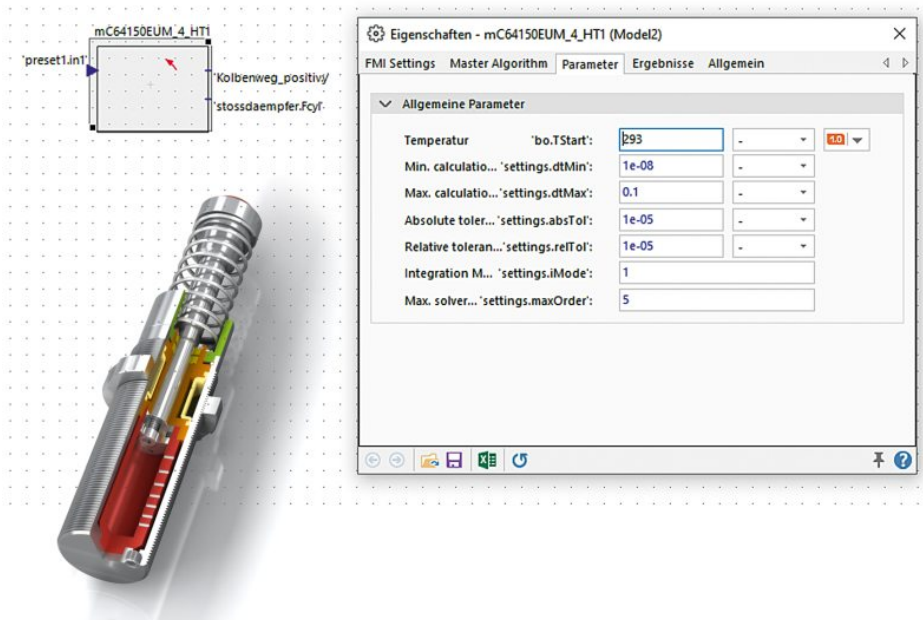 mC64150EUM_4_HT1
'preset1.in1'
'Kolbenweg_positiv'
'stossdaempfer.Fcyl'
Eigenschaften - mC64150EUM_4_HT1 (Model2)
FMI Settings Master Algorithm Parameter Ergebnisse Allgemein
Allgemeine Parameter
Temperatur 'bo.TStart': 293 - 1.0
Min. calculatio... 'settings.dtMin': 1e-08 -
Max. calculatio...'settings.dtMax': 0.1 -
Absolute toler... 'settings.absTol': 1e-05 -
Relative toleran...'settings.relTol': 1e-05 -
Integration M... 'settings.iMode': 1
Max. solver... 'settings.maxOrder': 5